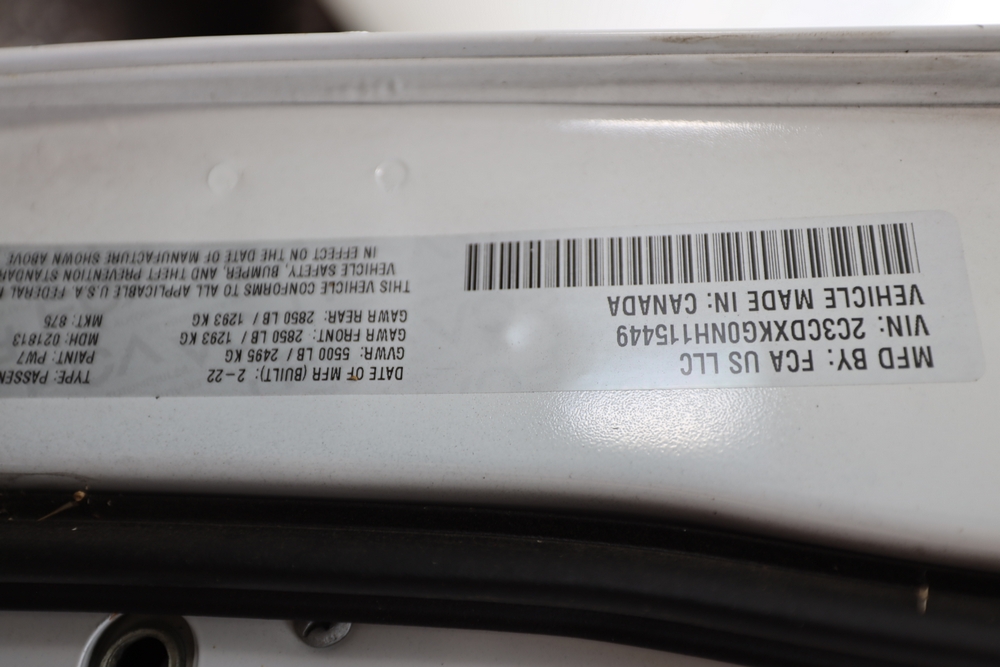 MFD BY: FCA US LLC
VIN: 2C3CDXKG0NH115449
VEHICLE MADE IN: CANADA
DATE OF MFR (BUILT): 2-22
GVWR: 5500 LB / 2495 KG
GAWR FRONT: 2850 LB / 1293 KG
GAWR REAR: 2850 LB / 1293 KG
TYPE: PASSEN
PAINT: PW7
MDH: 021813
MKT: 875
THIS VEHICLE CONFORMS TO ALL APPLICABLE U.S.A. FEDERAL
VEHICLE SAFETY, BUMPER, AND THEFT PREVENTION STANDAR
IN EFFECT ON THE DATE OF MANUFACTURE SHOWN ABOVE